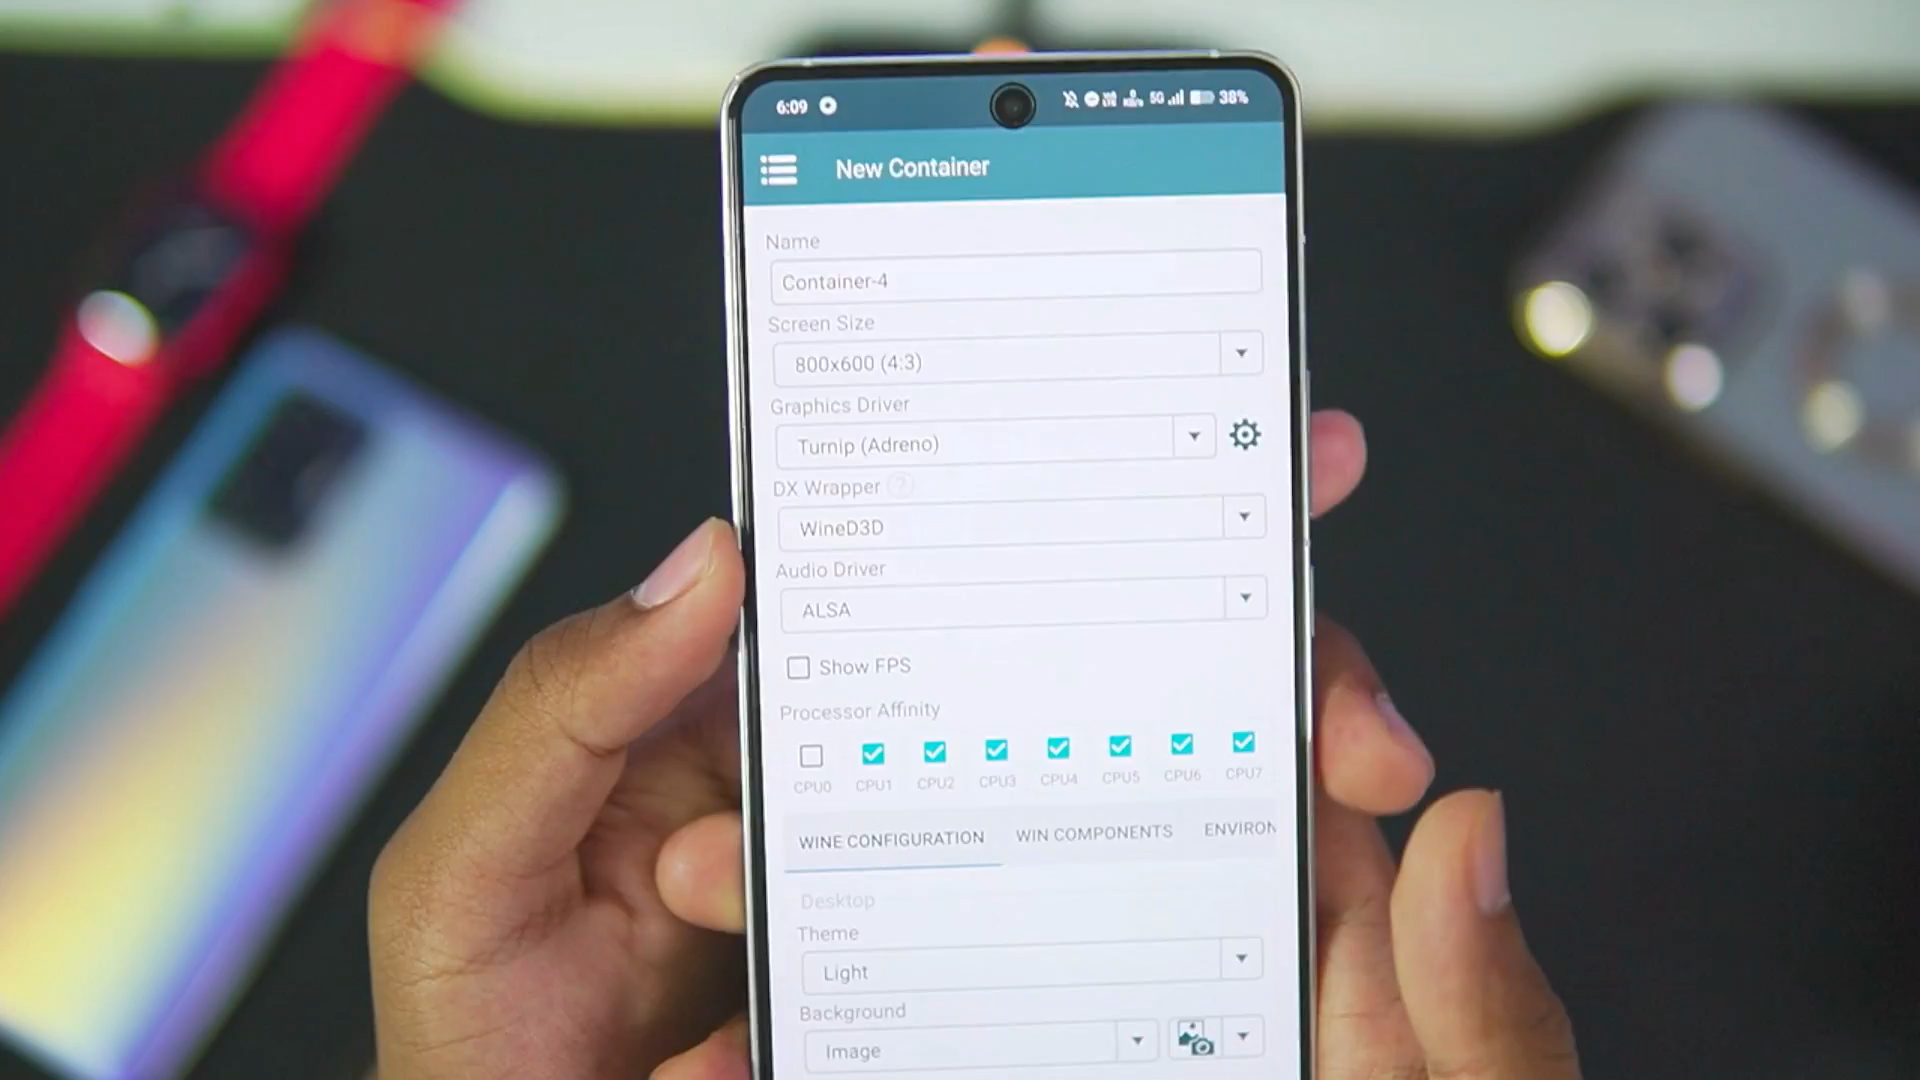 6:09 5G 38%
New Container
Name
Container-4
Screen Size
800x600 (4:3)
Graphics Driver
Turnip (Adreno)
DX Wrapper ?
WineD3D
Audio Driver
ALSA
Show FPS
Processor Affinity
CPU0 CPU1 CPU2 CPU3 CPU4 CPU5 CPU6 CPU7
WINE CONFIGURATION WIN COMPONENTS ENVIRON
Desktop
Theme
Light
Background
Image